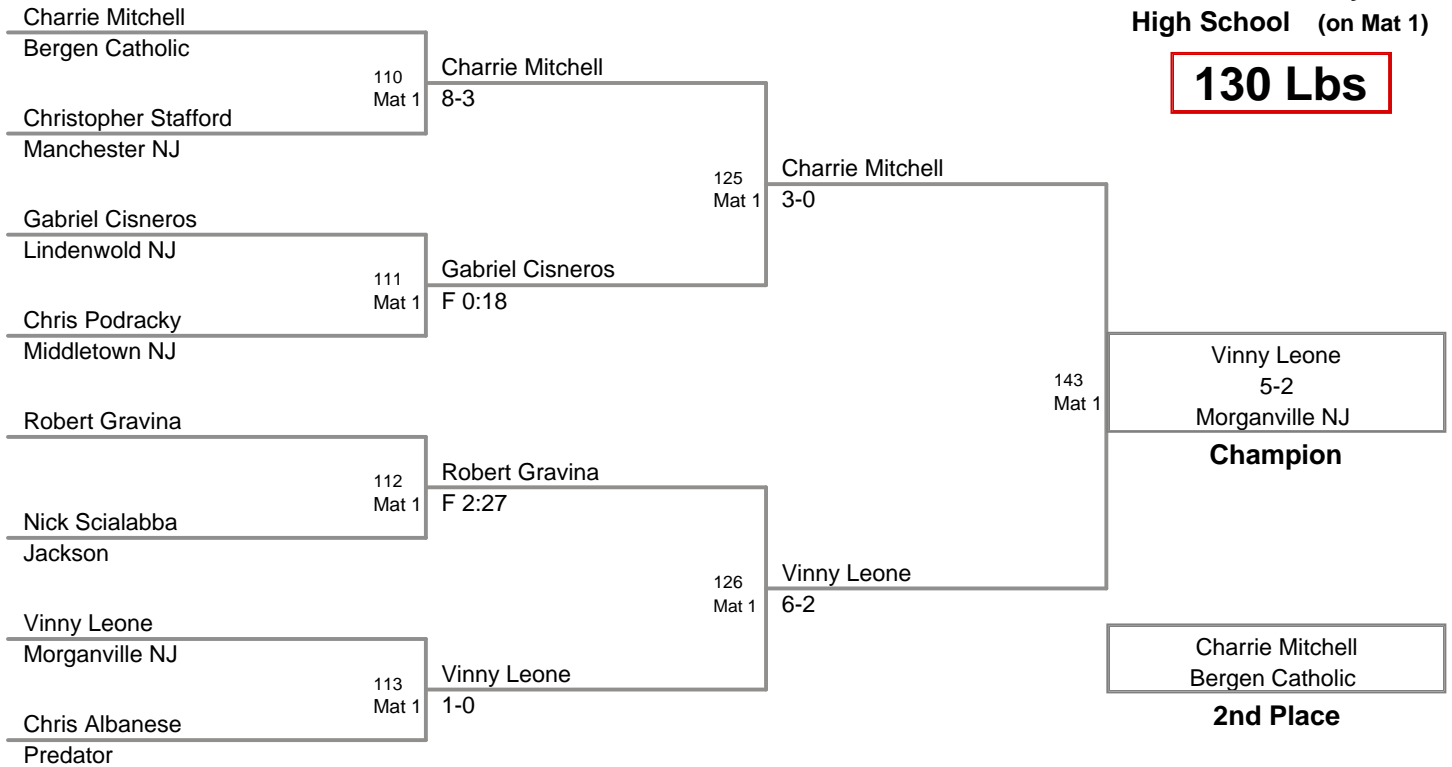 Charrie Mitchell
Bergen Catholic
110
Mat 1
Christopher Stafford
Manchester NJ
Gabriel Cisneros
Lindenwold NJ
111
Mat 1
Chris Podracky
Middletown NJ
Robert Gravina
112
Mat 1
Nick Scialabba
Jackson
Vinny Leone
Morganville NJ
113
Mat 1
Chris Albanese
Predator
Charrie Mitchell
8-3
125
Mat 1
Gabriel Cisneros
F 0:18
Robert Gravina
F 2:27
126
Mat 1
Vinny Leone
1-0
Charrie Mitchell
3-0
143
Mat 1
Vinny Leone
6-2
High School (on Mat 1)
130 Lbs
Vinny Leone
5-2
Morganville NJ
Champion
Charrie Mitchell
Bergen Catholic
2nd Place